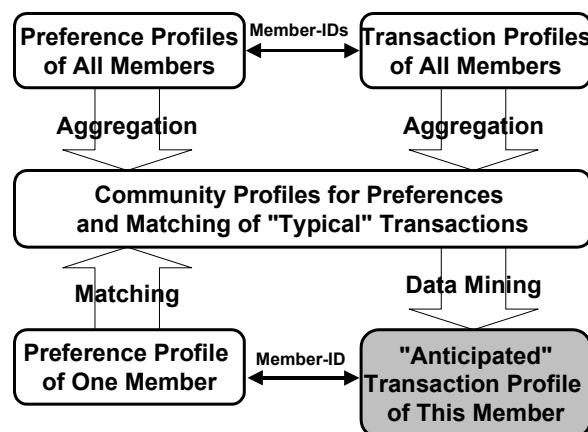 Preference Profiles
of All Members
Member-IDs
Transaction Profiles
of All Members
Aggregation
Aggregation
Community Profiles for Preferences
and Matching of "Typical" Transactions
Matching
Data Mining
Preference Profile
of One Member
Member-ID
"Anticipated"
Transaction Profile
of This Member